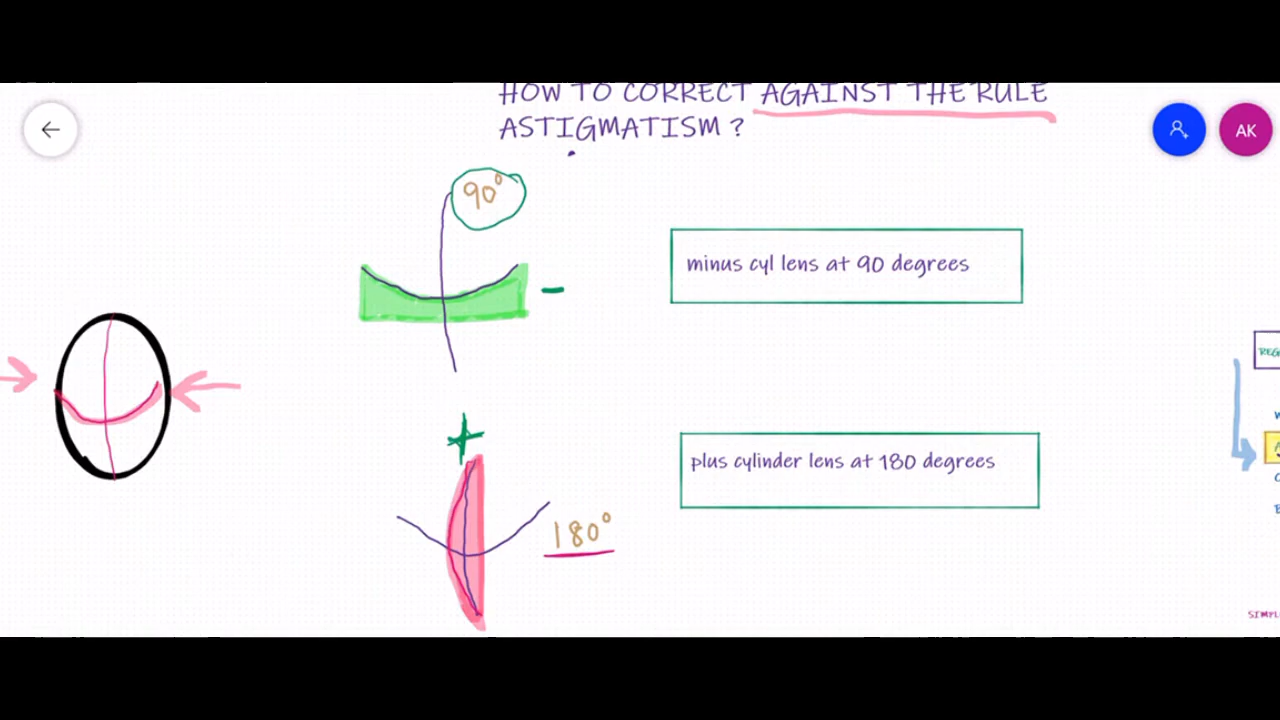 HOW TO CORRECT AGAINST THE RULE
ASTIGMATISM ?
AK
90°
minus cyl lens at 90 degrees
-
+
plus cylinder lens at 180 degrees
180°